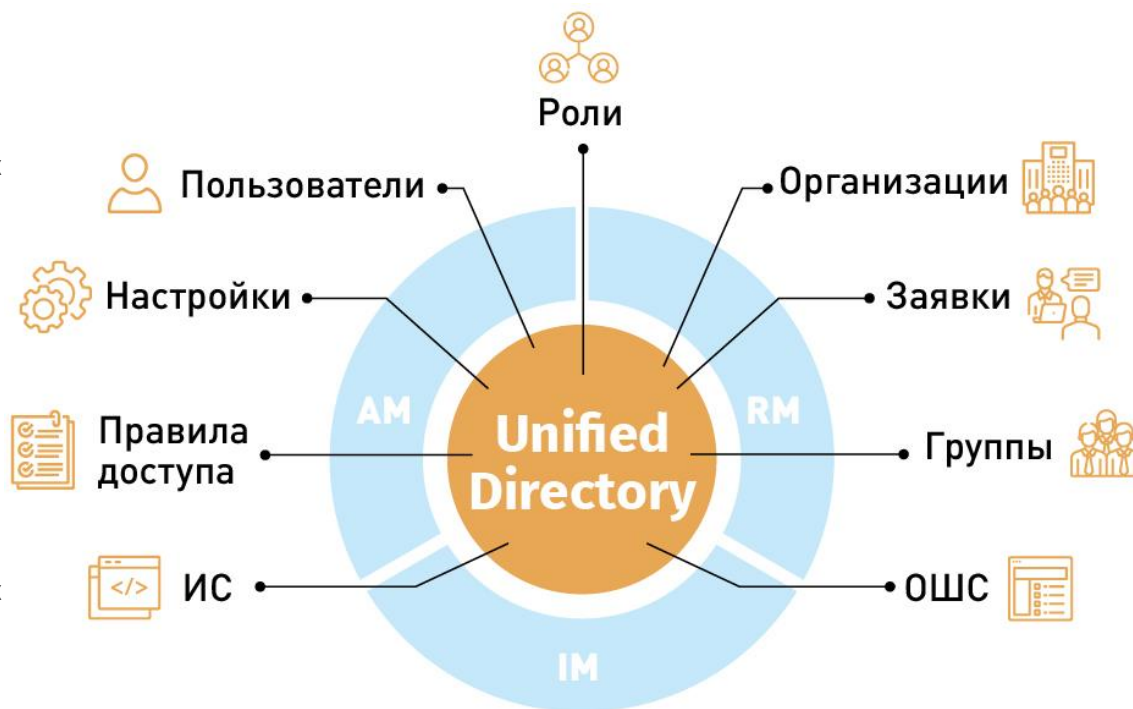 Роли
Пользователи
Организации
Настройки
Заявки
AM
RM
Unified
Directory
Правила
доступа
Группы
ИС
ОШС
IM